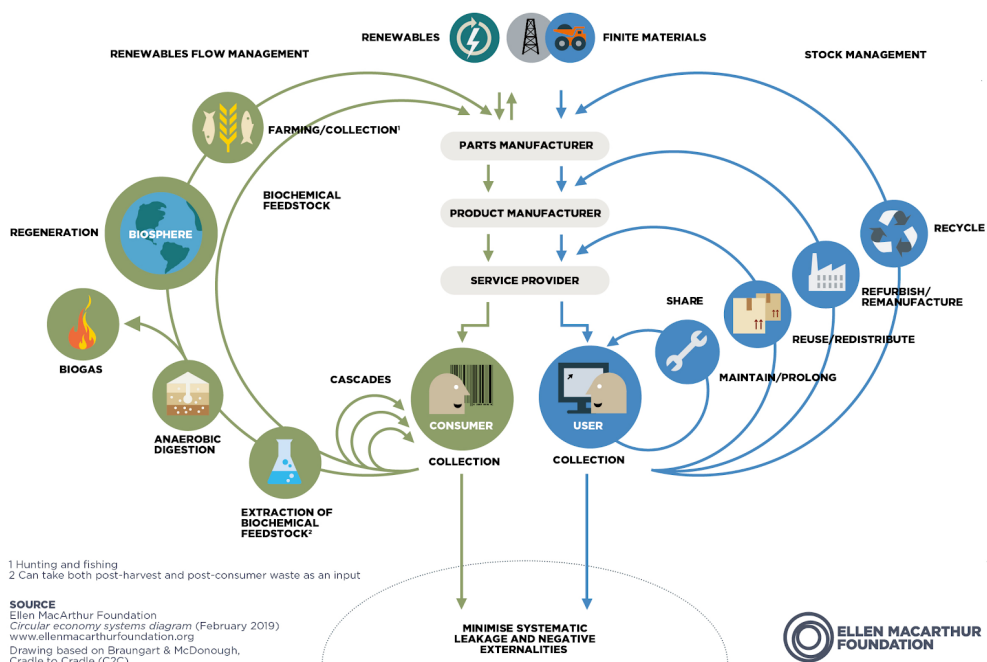 RENEWABLES
FINITE MATERIALS
RENEWABLES FLOW MANAGEMENT
STOCK MANAGEMENT
FARMING/COLLECTION¹
PARTS MANUFACTURER
BIOCHEMICAL
FEEDSTOCK
PRODUCT MANUFACTURER
REGENERATION
BIOSPHERE
RECYCLE
SERVICE PROVIDER
SHARE
REFURBISH/
REMANUFACTURE
REUSE/REDISTRIBUTE
BIOGAS
CASCADES
MAINTAIN/PROLONG
CONSUMER
USER
ANAEROBIC
DIGESTION
COLLECTION
COLLECTION
EXTRACTION OF
BIOCHEMICAL
FEEDSTOCK²
1 Hunting and fishing
2 Can take both post-harvest and post-consumer waste as an input
SOURCE
Ellen MacArthur Foundation
Circular economy systems diagram (February 2019)
www.ellenmacarthurfoundation.org
Drawing based on Braungart & McDonough,
Cradle to Cradle (C2C)
MINIMISE SYSTEMATIC
LEAKAGE AND NEGATIVE
EXTERNALITIES
ELLEN MACARTHUR
FOUNDATION